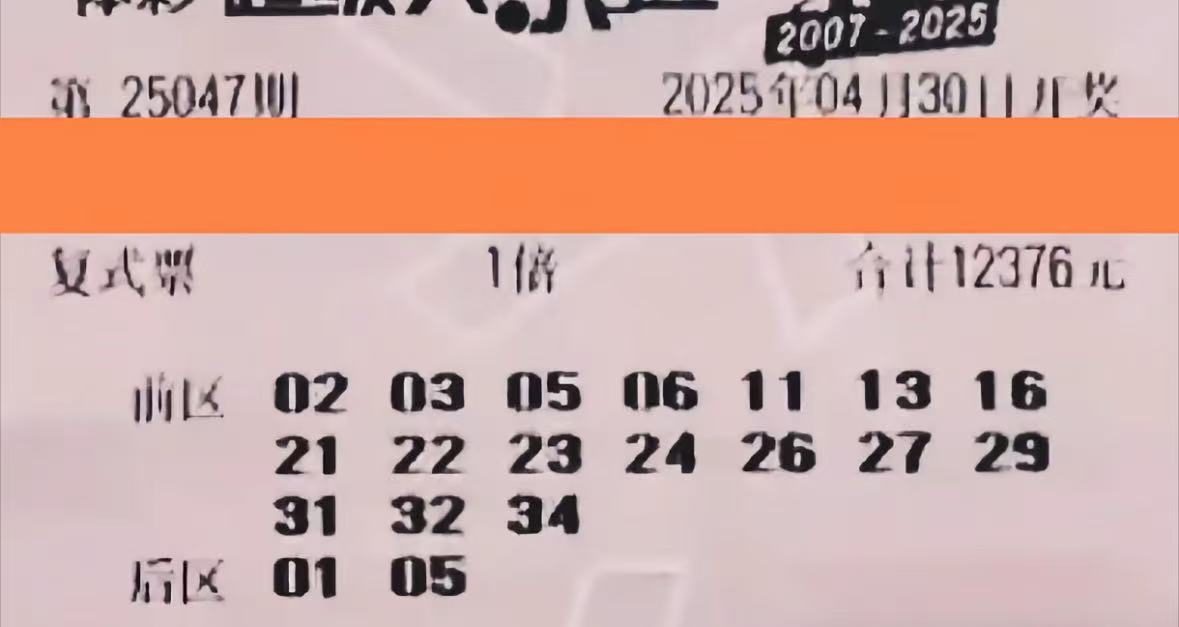 2007-2025
第 25047期 2025年04月30日开奖
复式票 1倍 合计12376元
前区 02 03 05 06 11 13 16
21 22 23 24 26 27 29
31 32 34
后区 01 05